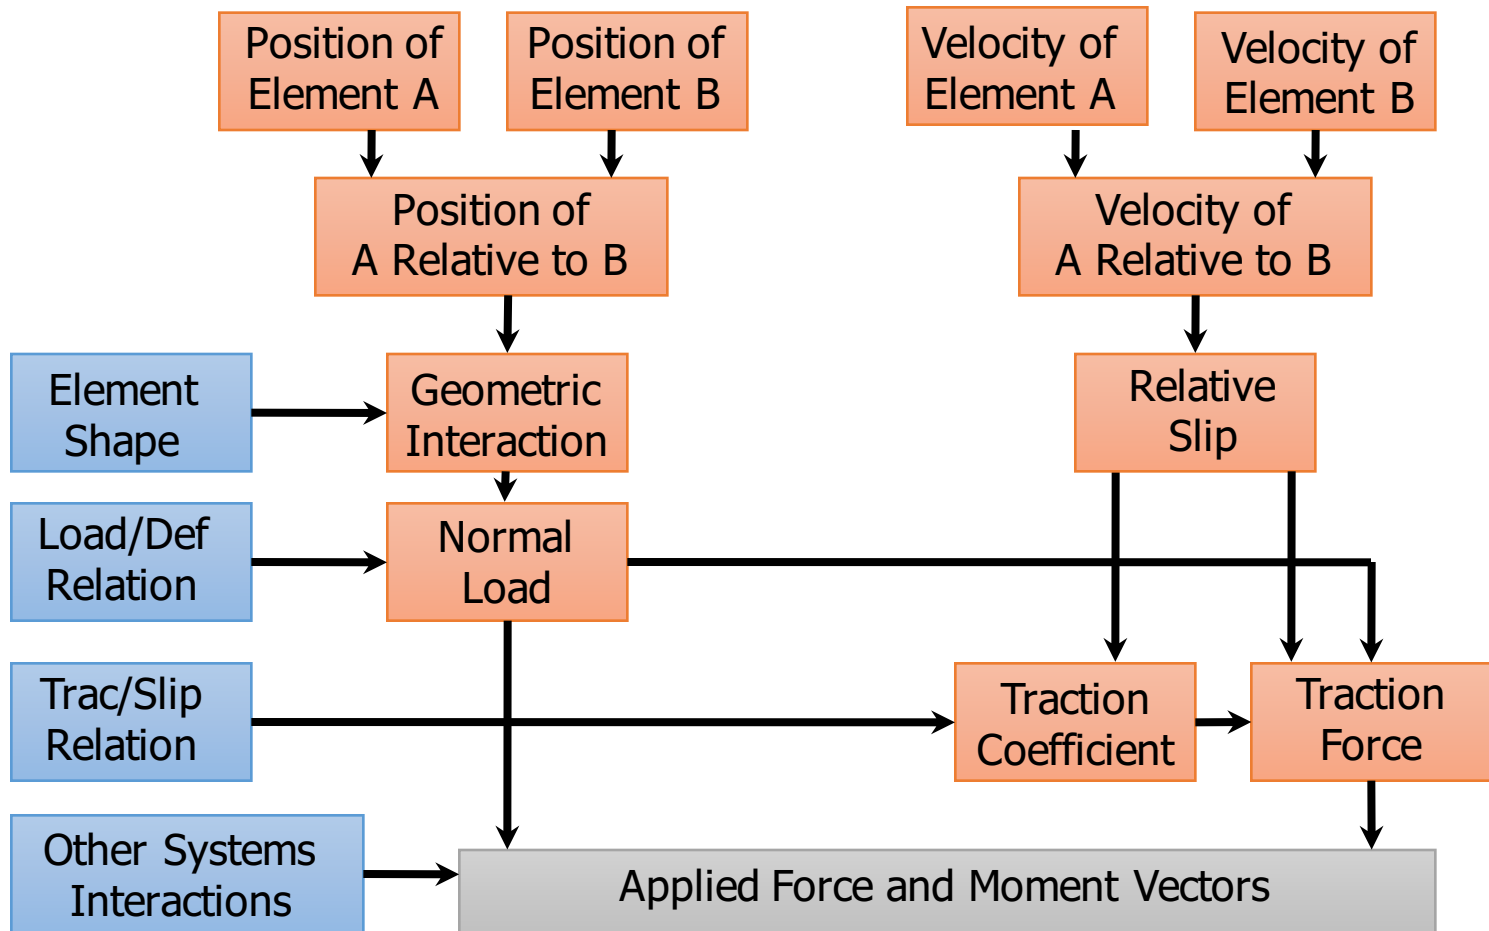 Position of
Element A
Position of
Element B
Velocity of
Element A
Velocity of
Element B
Position of
A Relative to B
Velocity of
A Relative to B
Element
Shape
Geometric
Interaction
Relative
Slip
Load/Def
Relation
Normal
Load
Trac/Slip
Relation
Traction
Coefficient
Traction
Force
Other Systems
Interactions
Applied Force and Moment Vectors